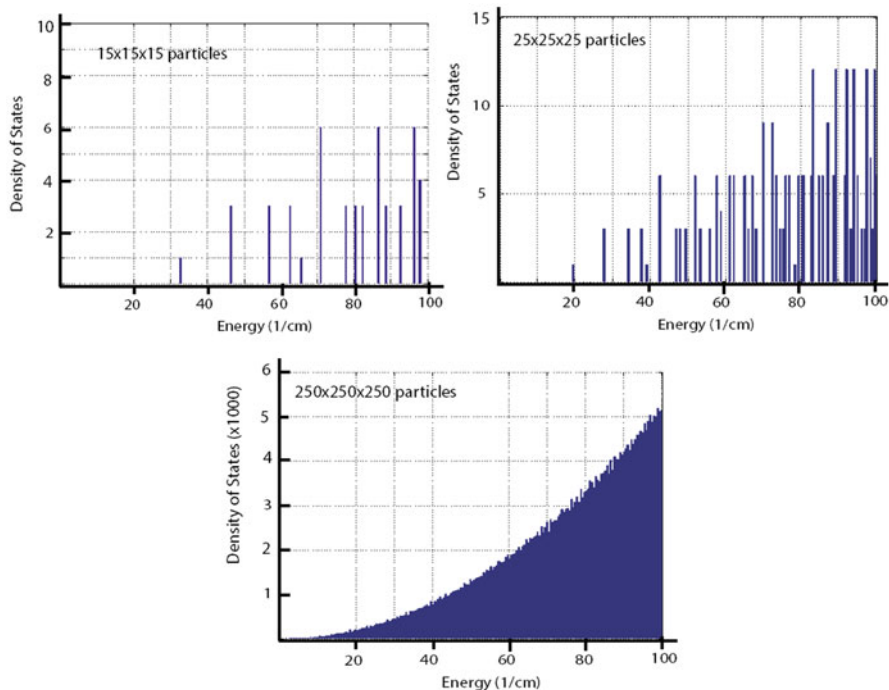 10
8
6
4
2
15x15x15 particles
Density of States
20 40 60 80 100
Energy (1/cm)
15
10
5
25x25x25 particles
Density of States
20 40 60 80 100
Energy (1/cm)
6
5
4
3
2
1
250x250x250 particles
Density of States (x1000)
20 40 60 80 100
Energy (1/cm)